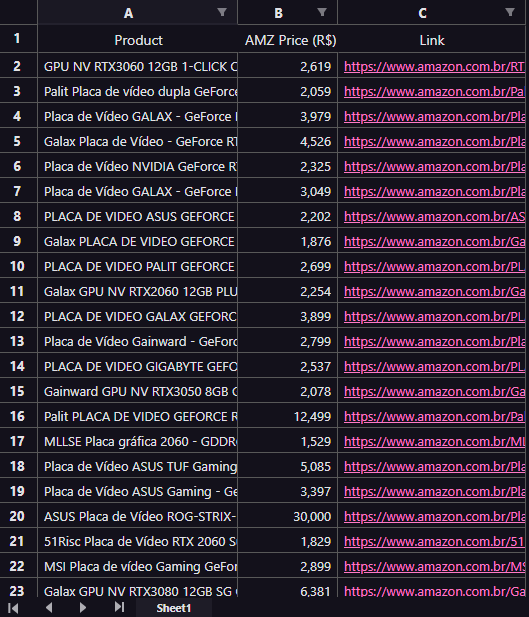 A B C
1 Product AMZ Price (R$) Link
2 GPU NV RTX3060 12GB 1-CLICK 2,619 https://www.amazon.com.br/RT
3 Palit Placa de vídeo dupla GeForce 2,059 https://www.amazon.com.br/Pal
4 Placa de Vídeo GALAX - GeForce 3,979 https://www.amazon.com.br/Pla
5 Galax Placa de Vídeo - GeForce RT 4,526 https://www.amazon.com.br/Pla
6 Placa de Vídeo NVIDIA GeForce R 2,325 https://www.amazon.com.br/Pla
7 Placa de Vídeo GALAX - GeForce 3,049 https://www.amazon.com.br/Pla
8 PLACA DE VIDEO ASUS GEFORCE 2,202 https://www.amazon.com.br/AS
9 Galax PLACA DE VIDEO GEFORCE 1,876 https://www.amazon.com.br/Ga
10 PLACA DE VIDEO PALIT GEFORCE 2,699 https://www.amazon.com.br/PL
11 Galax GPU NV RTX2060 12GB PLU 2,254 https://www.amazon.com.br/Ga
12 PLACA DE VIDEO GALAX GEFORC 3,899 https://www.amazon.com.br/PL
13 Placa de Vídeo Gainward - GeForc 2,799 https://www.amazon.com.br/Pla
14 PLACA DE VIDEO GIGABYTE GEFO 2,537 https://www.amazon.com.br/PL
15 Gainward GPU NV RTX3050 8GB 2,078 https://www.amazon.com.br/Ga
16 Palit PLACA DE VIDEO GEFORCE R 12,499 https://www.amazon.com.br/Pal
17 MLLSE Placa gráfica 2060 - GDDR 1,529 https://www.amazon.com.br/ML
18 Placa de Vídeo ASUS TUF Gaming 5,085 https://www.amazon.com.br/Pla
19 Placa de Vídeo ASUS Gaming - Ge 3,397 https://www.amazon.com.br/Pla
20 ASUS Placa de Vídeo ROG-STRIX- 30,000 https://www.amazon.com.br/Pla
21 51Risc Placa de Vídeo RTX 2060 S 1,829 https://www.amazon.com.br/51
22 MSI Placa de vídeo Gaming GeFor 2,899 https://www.amazon.com.br/MS
23 Galax GPU NV RTX3080 12GB SG 6,381 https://www.amazon.com.br/Ga
Sheet1